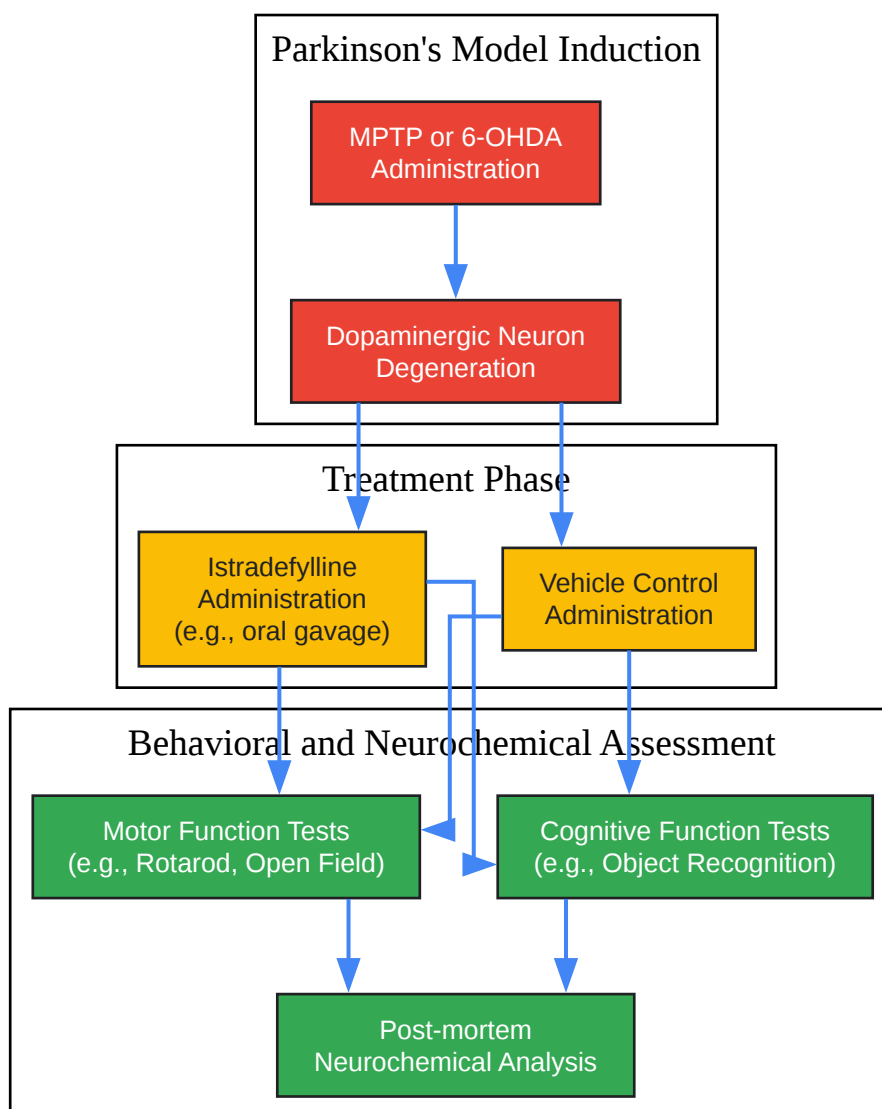 Parkinson's Model Induction
MPTP or 6-OHDA
Administration
Dopaminergic Neuron
Degeneration
Treatment Phase
Istradefylline
Administration
(e.g., oral gavage)
Vehicle Control
Administration
Behavioral and Neurochemical Assessment
Motor Function Tests
(e.g., Rotarod, Open Field)
Cognitive Function Tests
(e.g., Object Recognition)
Post-mortem
Neurochemical Analysis